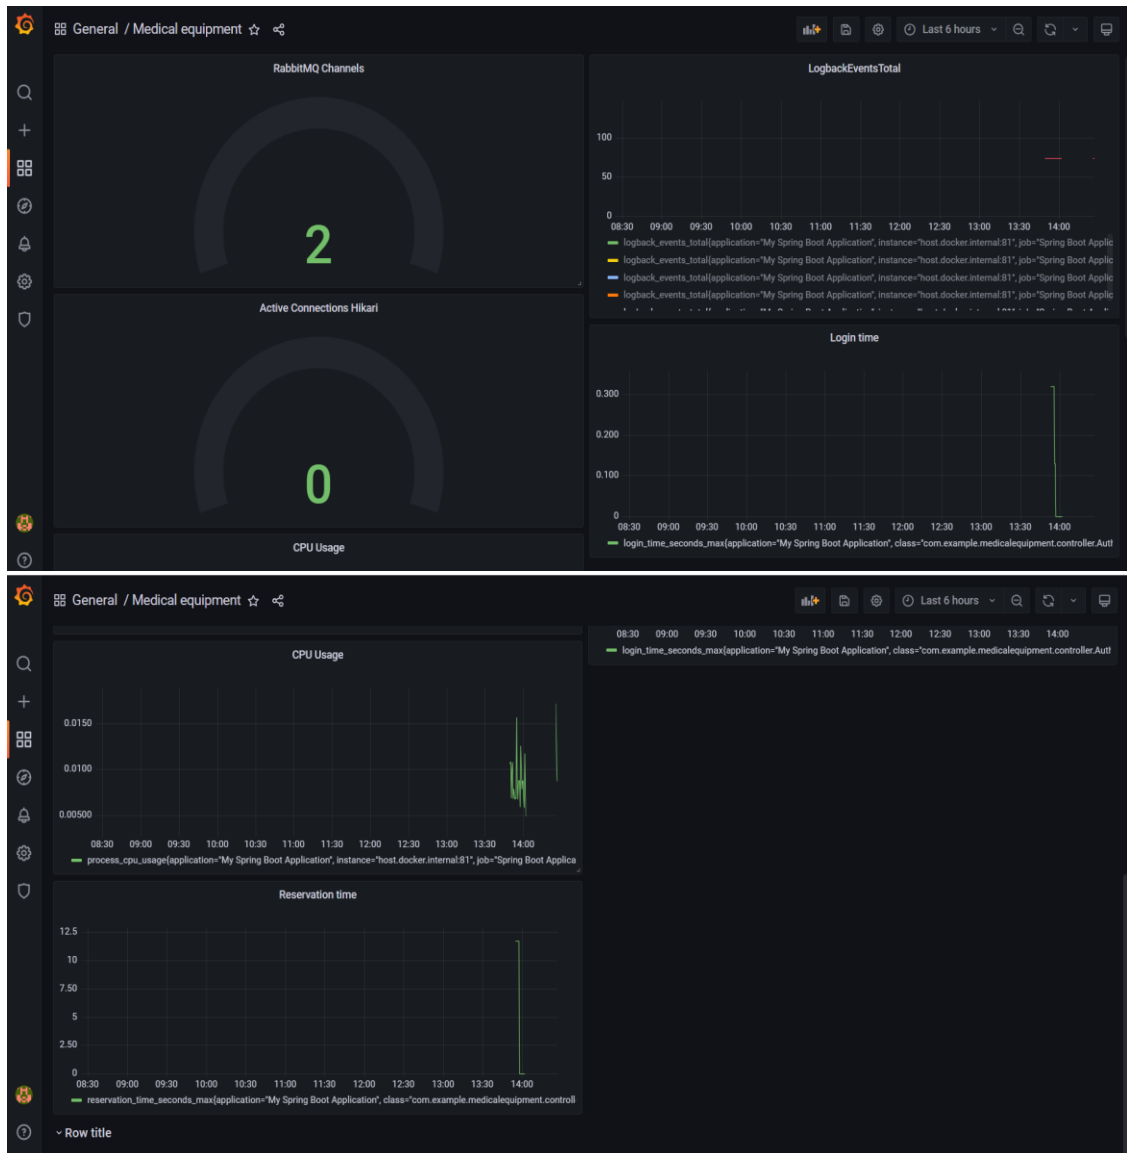 General / Medical equipment
Last 6 hours
RabbitMQ Channels
2
Active Connections Hikari
0
CPU Usage
LogbackEventsTotal
100
50
0
08:30 09:00 09:30 10:00 10:30 11:00 11:30 12:00 12:30 13:00 13:30 14:00
logback_events_total{application="My Spring Boot Application", instance="host.docker.internal:81", job="Spring Boot Applic
logback_events_total{application="My Spring Boot Application", instance="host.docker.internal:81", job="Spring Boot Applic
logback_events_total{application="My Spring Boot Application", instance="host.docker.internal:81", job="Spring Boot Applic
logback_events_total{application="My Spring Boot Application", instance="host.docker.internal:81", job="Spring Boot Applic
Login time
0.300
0.200
0.100
0
08:30 09:00 09:30 10:00 10:30 11:00 11:30 12:00 12:30 13:00 13:30 14:00
login_time_seconds_max{application="My Spring Boot Application", class="com.example.medicalequipment.controller.Auth
General / Medical equipment
Last 6 hours
CPU Usage
0.0150
0.0100
0.00500
08:30 09:00 09:30 10:00 10:30 11:00 11:30 12:00 12:30 13:00 13:30 14:00
process_cpu_usage{application="My Spring Boot Application", instance="host.docker.internal:81", job="Spring Boot Applica
Reservation time
12.5
10
7.50
5
2.50
0
08:30 09:00 09:30 10:00 10:30 11:00 11:30 12:00 12:30 13:00 13:30 14:00
reservation_time_seconds_max{application="My Spring Boot Application", class="com.example.medicalequipment.controll
Row title
08:30 09:00 09:30 10:00 10:30 11:00 11:30 12:00 12:30 13:00 13:30 14:00
login_time_seconds_max{application="My Spring Boot Application", class="com.example.medicalequipment.controller.Auth